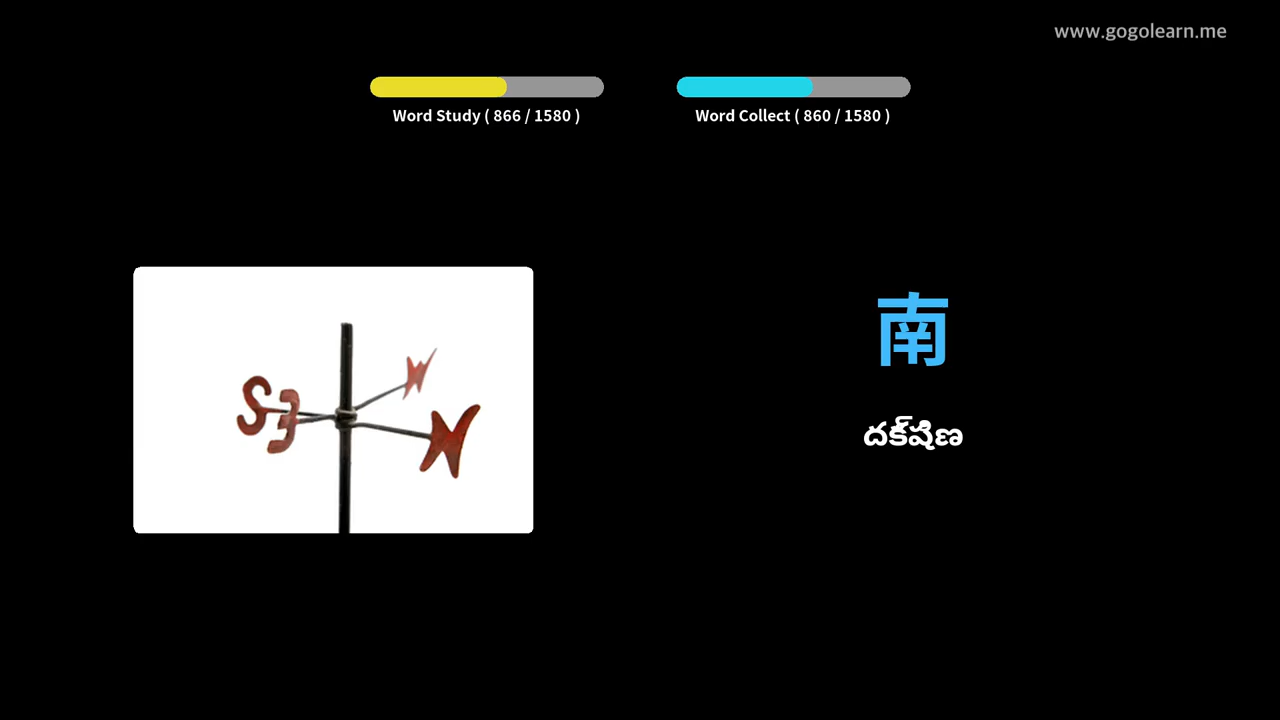 www.gogolearn.me
Word Study ( 866 / 1580 )
Word Collect ( 860 / 1580 )
南
దక్‌షిణ
S E W N